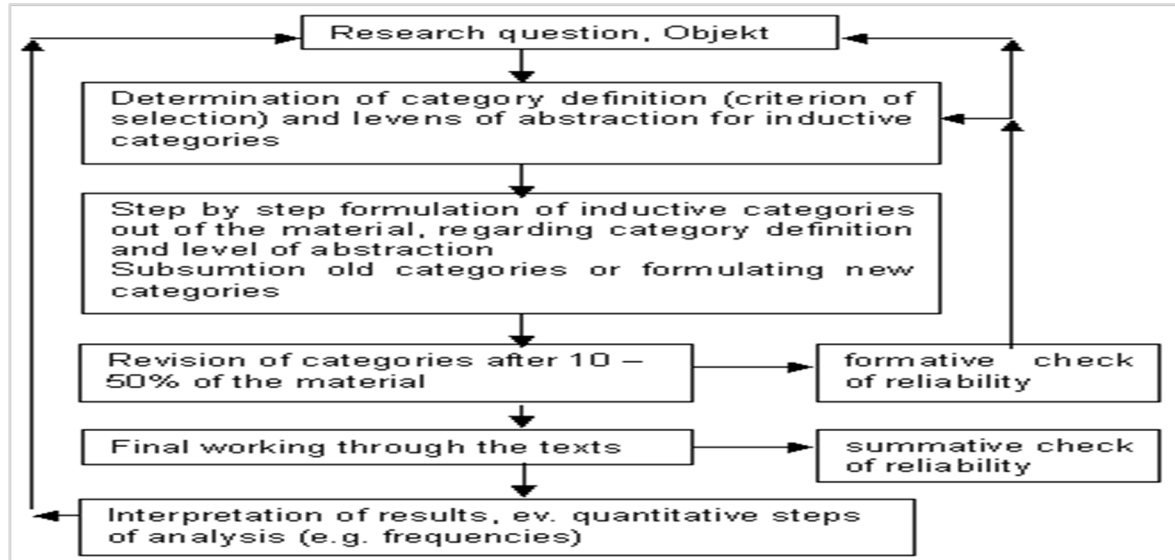 Research question, Objekt
Determination of category definition (criterion of
selection) and levens of abstraction for inductive
categories
Step by step formulation of inductive categories
out of the material, regarding category definition
and level of abstraction
Subsumtion old categories or formulating new
categories
Revision of categories after 10 –
50% of the material
formative check
of reliability
Final working through the texts
summative check
of reliability
Interpretation of results, ev. quantitative steps
of analysis (e.g. frequencies)